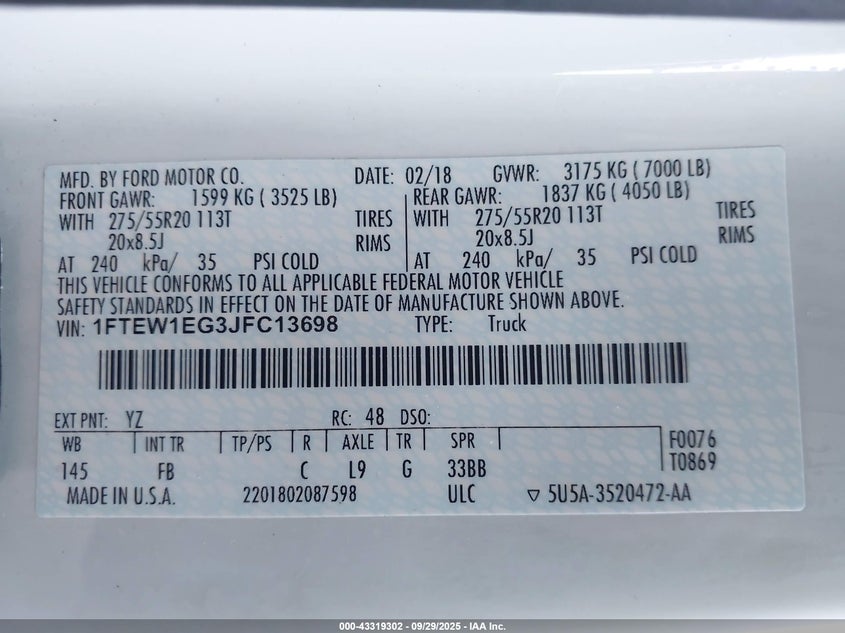 MFD. BY FORD MOTOR CO. DATE: 02/18 GVWR: 3175 KG ( 7000 LB)
FRONT GAWR: 1599 KG ( 3525 LB) REAR GAWR: 1837 KG ( 4050 LB)
WITH 275/55R20 113T TIRES WITH 275/55R20 113T TIRES
20x8.5J RIMS 20x8.5J RIMS
AT 240 kPa/ 35 PSI COLD AT 240 kPa/ 35 PSI COLD
THIS VEHICLE CONFORMS TO ALL APPLICABLE FEDERAL MOTOR VEHICLE
SAFETY STANDARDS IN EFFECT ON THE DATE OF MANUFACTURE SHOWN ABOVE.
VIN: 1FTEW1EG3JFC13698 TYPE: Truck
EXT PNT: YZ RC: 48 DSO:
WB INT TR TP/PS R AXLE TR SPR F0076
145 FB C L9 G 33BB T0869
MADE IN U.S.A. 2201802087598 ULC ▽ 5U5A-3520472-AA
000-43319302 - 09/29/2025 - IAA Inc.